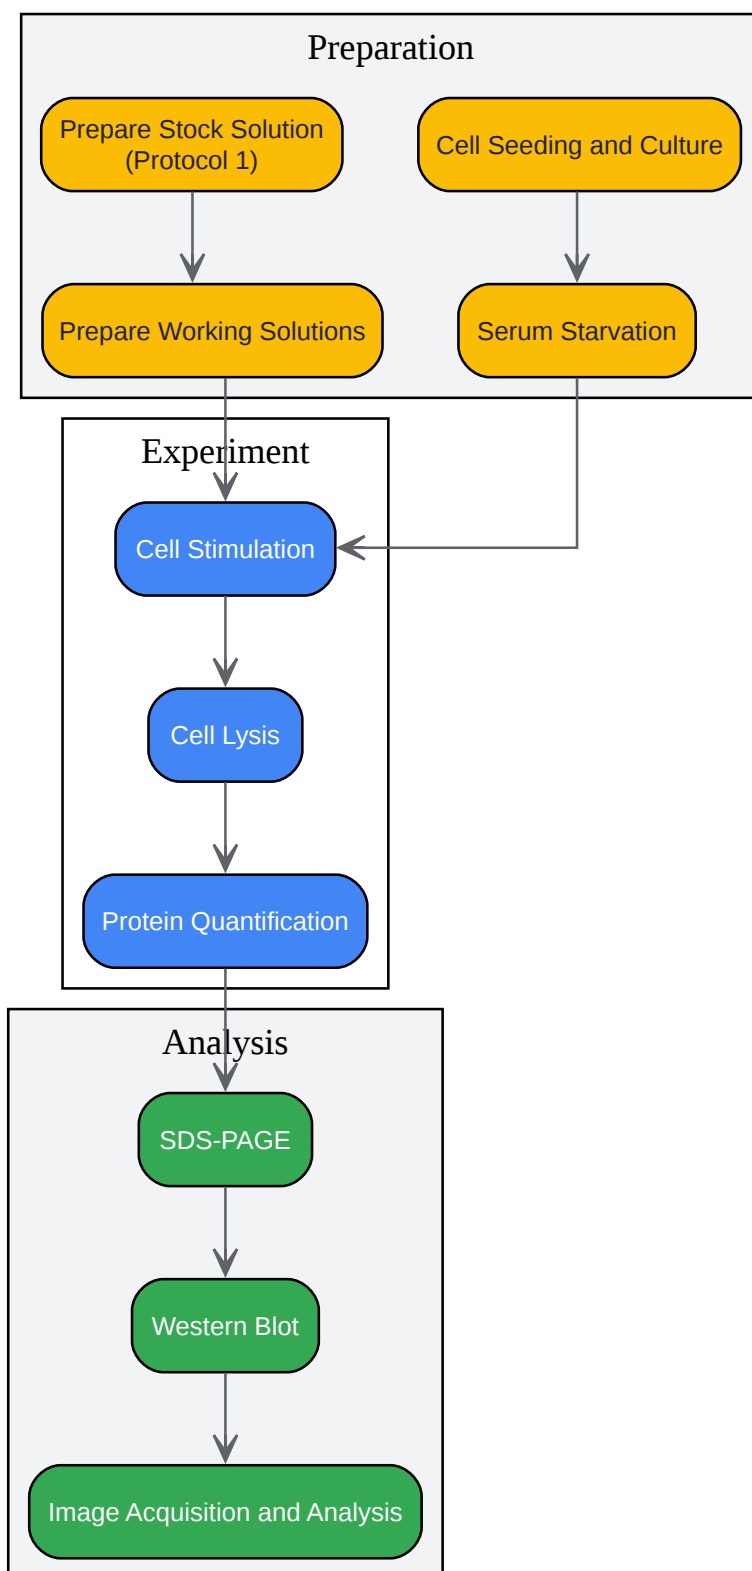 Preparation
Prepare Stock Solution
(Protocol 1)
Cell Seeding and Culture
Prepare Working Solutions
Serum Starvation
Experiment
Cell Stimulation
Cell Lysis
Protein Quantification
Analysis
SDS-PAGE
Western Blot
Image Acquisition and Analysis